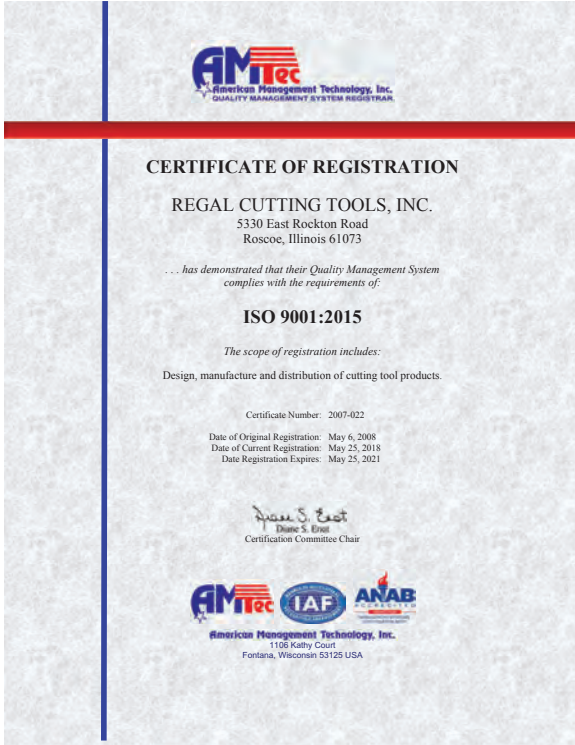 AMTec
American Management Technology, Inc.
QUALITY MANAGEMENT SYSTEM REGISTRAR
CERTIFICATE OF REGISTRATION
REGAL CUTTING TOOLS, INC.
5330 East Rockton Road
Roscoe, Illinois 61073
. . . has demonstrated that their Quality Management System
complies with the requirements of:
ISO 9001:2015
The scope of registration includes:
Design, manufacture and distribution of cutting tool products.
Certificate Number: 2007-022
Date of Original Registration: May 6, 2008
Date of Current Registration: May 25, 2018
Date Registration Expires: May 25, 2021
Diane S. Enot
Certification Committee Chair
AMTec
IAF
ANAB
ACCREDITED
American Management Technology, Inc.
1106 Kathy Court
Fontana, Wisconsin 53125 USA